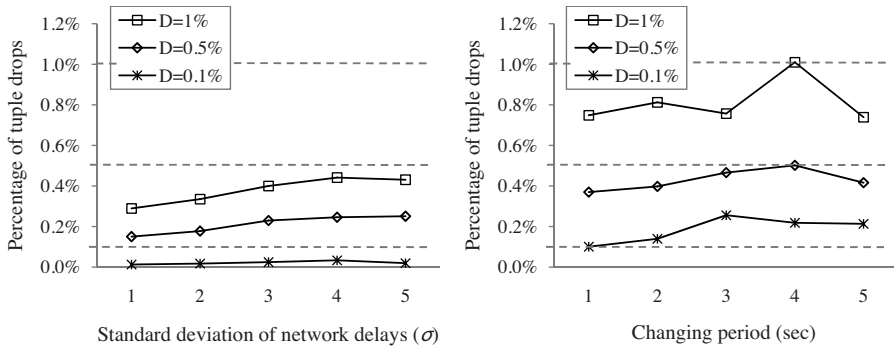 Percentage of tuple drops
1.2%
1.0%
0.8%
0.6%
0.4%
0.2%
0.0%
D=1%
D=0.5%
D=0.1%
1 2 3 4 5
Standard deviation of network delays (σ)
Percentage of tuple drops
1.2%
1.0%
0.8%
0.6%
0.4%
0.2%
0.0%
D=1%
D=0.5%
D=0.1%
1 2 3 4 5
Changing period (sec)